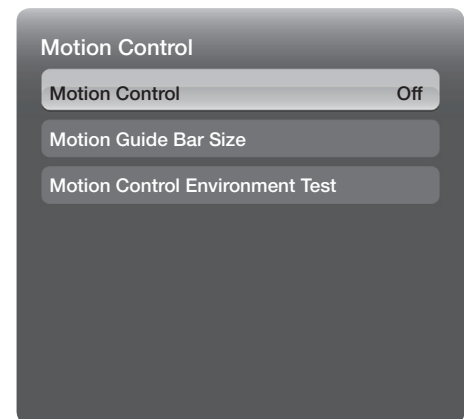 Motion Control
Motion Control Off
Motion Guide Bar Size
Motion Control Environment Test